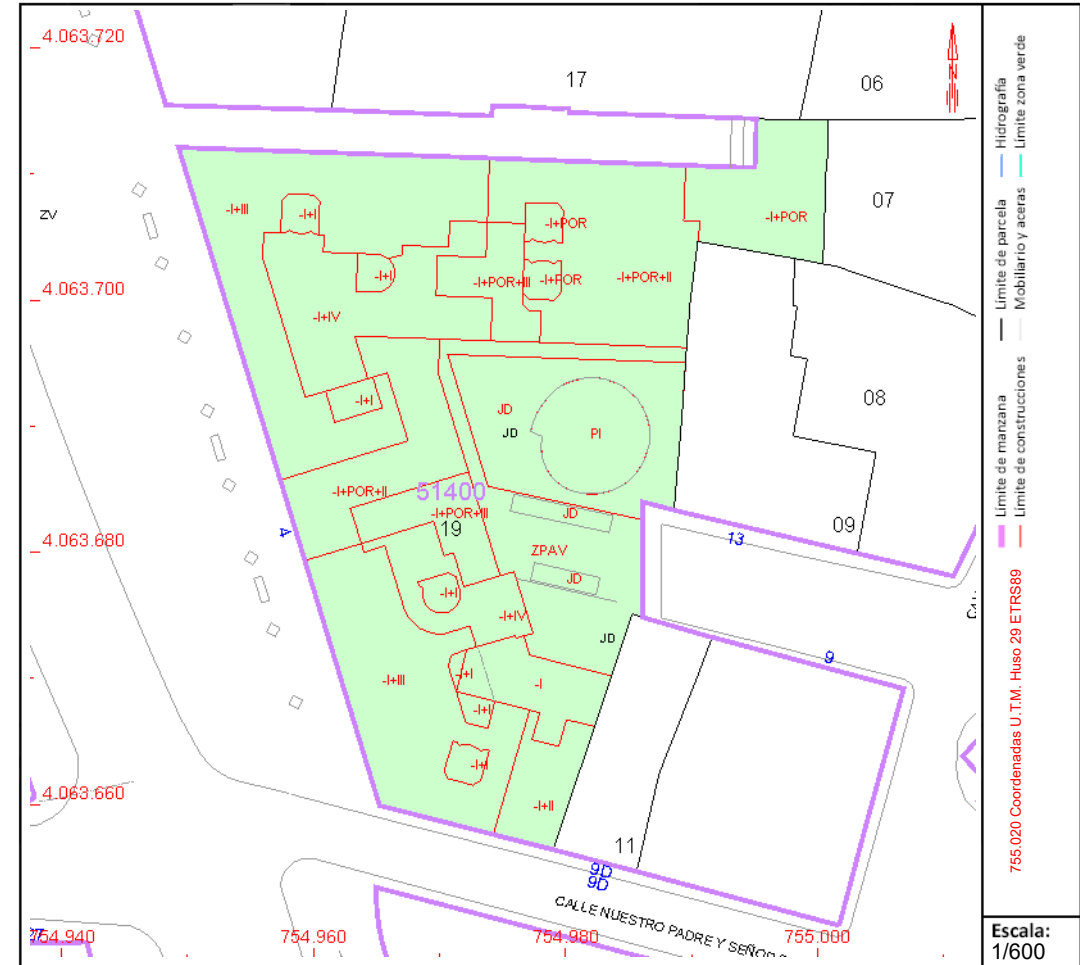 4.063.720
17
06
-I+III
-I+I
ZV
-I+POR
-I+POR
07
-I+I
-I+POR+III
-I+POR
-I+POR+II
4.063.700
-I+IV
-I+I
JD
JD
PI
08
-I+POR+II
51400
-I+POR+III
JD
19
09
4
13
4.063.680
ZPAV
JD
-I+I
-I+IV
JD
9
-I+III
-I+I
-I
-I+I
-I+I
4.063.660
-I+II
11
9D
9D
CALLE NUESTRO PADRE Y SEÑOR
754.960
754.980
755.000
N
Hidrografía
Límite zona verde
Límite de parcela
Mobiliario y aceras
Límite de manzana
Límite de construcciones
755.020 Coordenadas U.T.M. Huso 29 ETRS89
Escala:
1/600